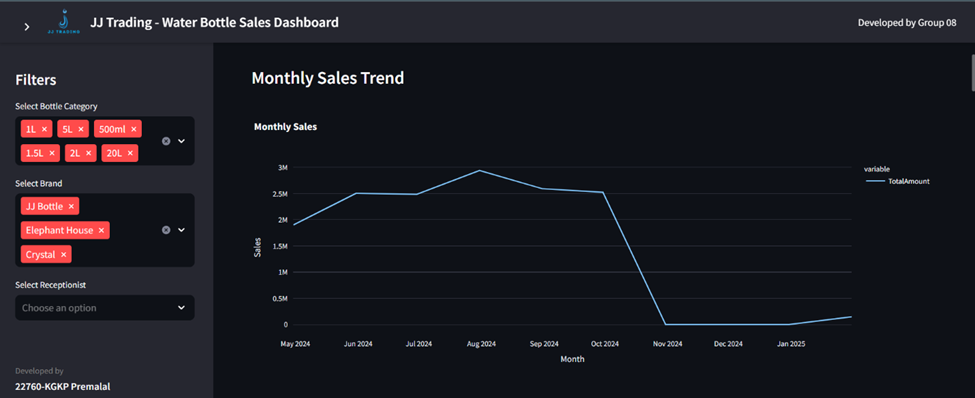 JJ TRADING
JJ Trading - Water Bottle Sales Dashboard
Developed by Group 08
Filters
Select Bottle Category
1L × 5L × 500ml ×
1.5L × 2L × 20L ×
Select Brand
JJ Bottle ×
Elephant House ×
Crystal ×
Select Receptionist
Choose an option
Developed by
22760-KGKP Premalal
Monthly Sales Trend
Monthly Sales
3M
2.5M
2M
1.5M
1M
0.5M
0
Sales
May 2024 Jun 2024 Jul 2024 Aug 2024 Sep 2024 Oct 2024 Nov 2024 Dec 2024 Jan 2025
Month
variable
TotalAmount